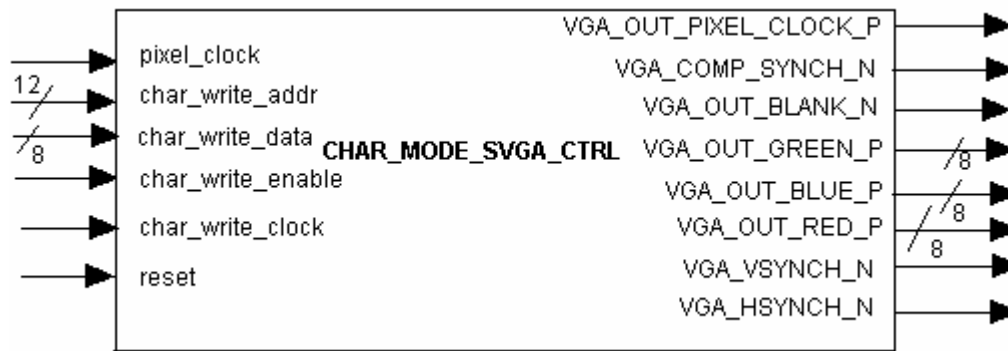 VGA_OUT_PIXEL_CLOCK_P
pixel_clock
VGA_COMP_SYNCH_N
12
char_write_addr
VGA_OUT_BLANK_N
char_write_data
8
CHAR_MODE_SVGA_CTRL
VGA_OUT_GREEN_P
8
char_write_enable
VGA_OUT_BLUE_P
8
char_write_clock
VGA_OUT_RED_P
8
reset
VGA_VSYNCH_N
VGA_HSYNCH_N